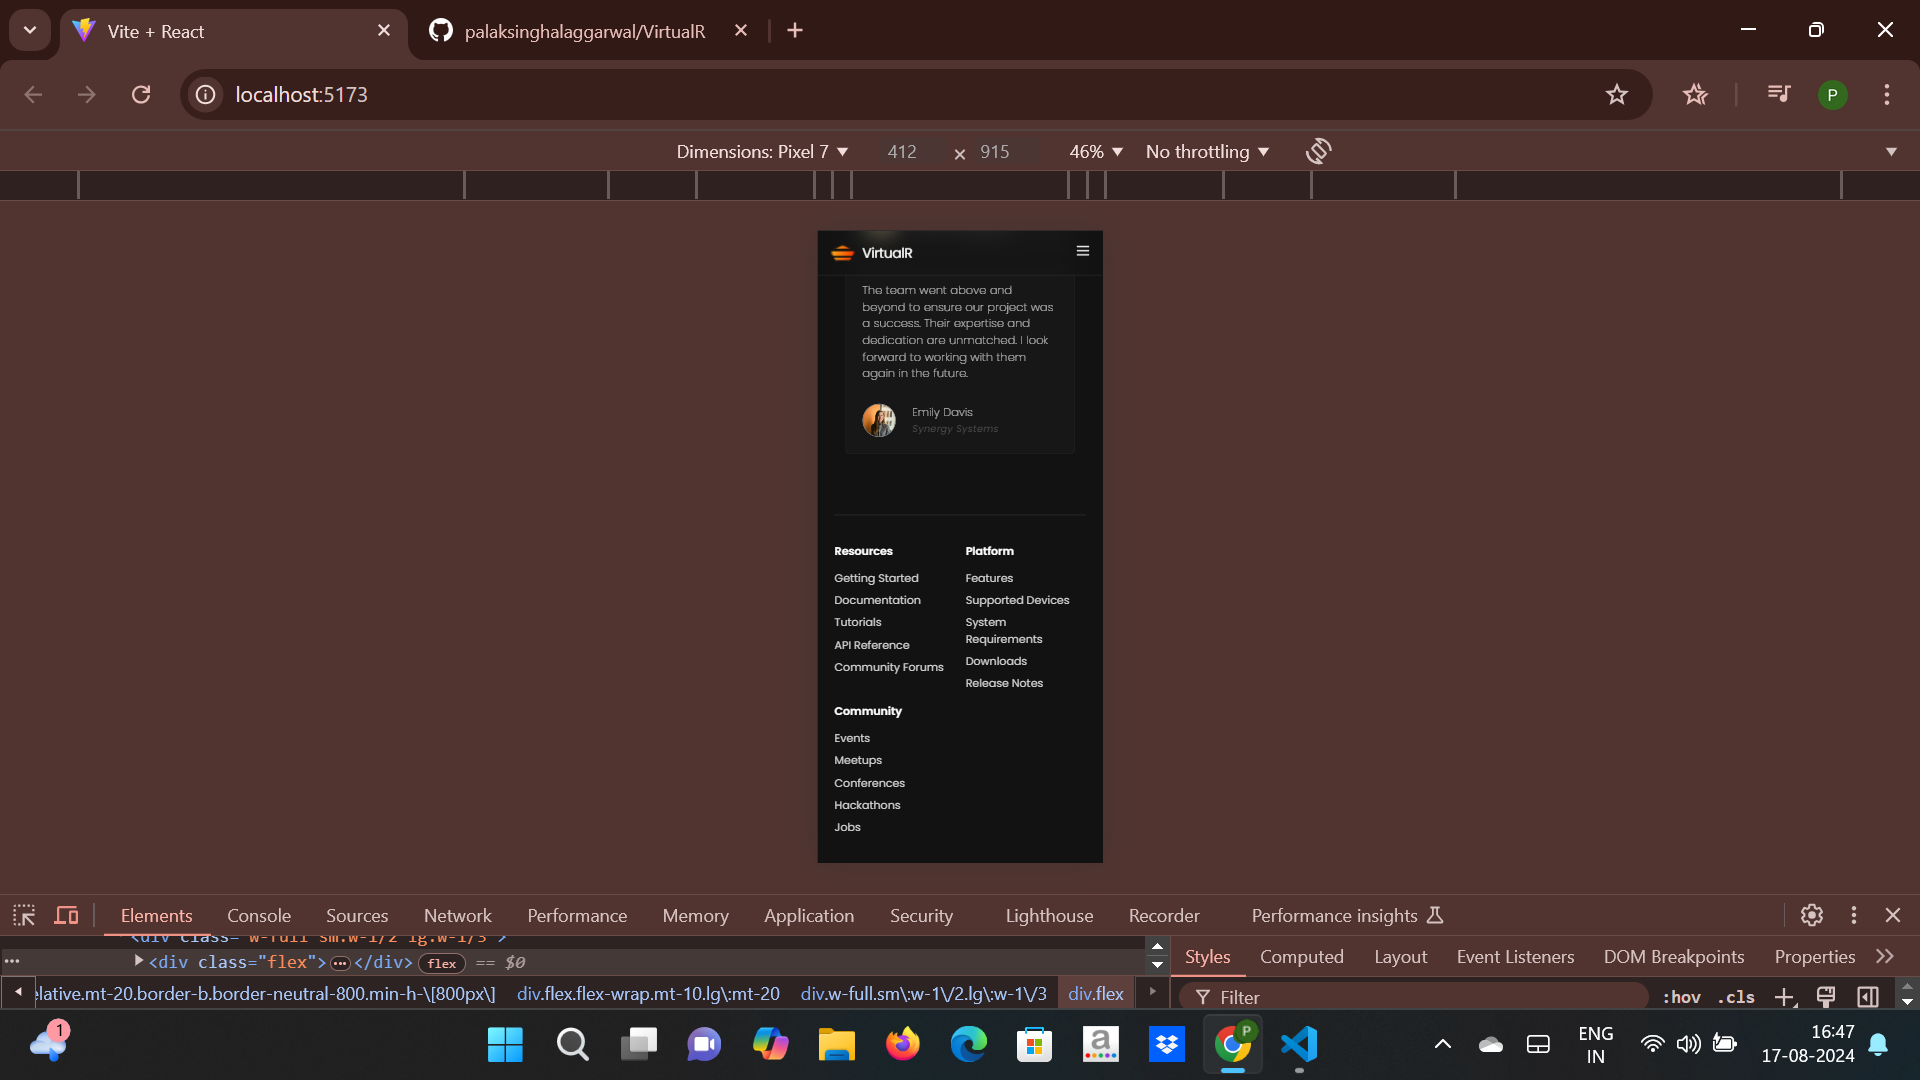 Vite + React
palaksinghalaggarwal/VirtualR
localhost:5173
P
Dimensions: Pixel 7
412 × 915
46%
No throttling
VirtualR
The team went above and
beyond to ensure our project was
a success. Their expertise and
dedication are unmatched. I look
forward to working with them
again in the future.
Emily Davis
Synergy Systems
Resources
Getting Started
Documentation
Tutorials
API Reference
Community Forums
Platform
Features
Supported Devices
System
Requirements
Downloads
Release Notes
Community
Events
Meetups
Conferences
Hackathons
Jobs
Elements Console Sources Network Performance Memory Application Security Lighthouse Recorder Performance insights
<div class="w-full sm:w-1/2 lg:w-1/3">
<div class="flex">…</div> flex == $0
elative.mt-20.border-b.border-neutral-800.min-h-\[800px\] div.flex.flex-wrap.mt-10.lg\:mt-20 div.w-full.sm\:w-1\/2.lg\:w-1\/3 div.flex
Styles Computed Layout Event Listeners DOM Breakpoints Properties
Filter
:hov .cls
1
a
P
ENG
IN
16:47
17-08-2024